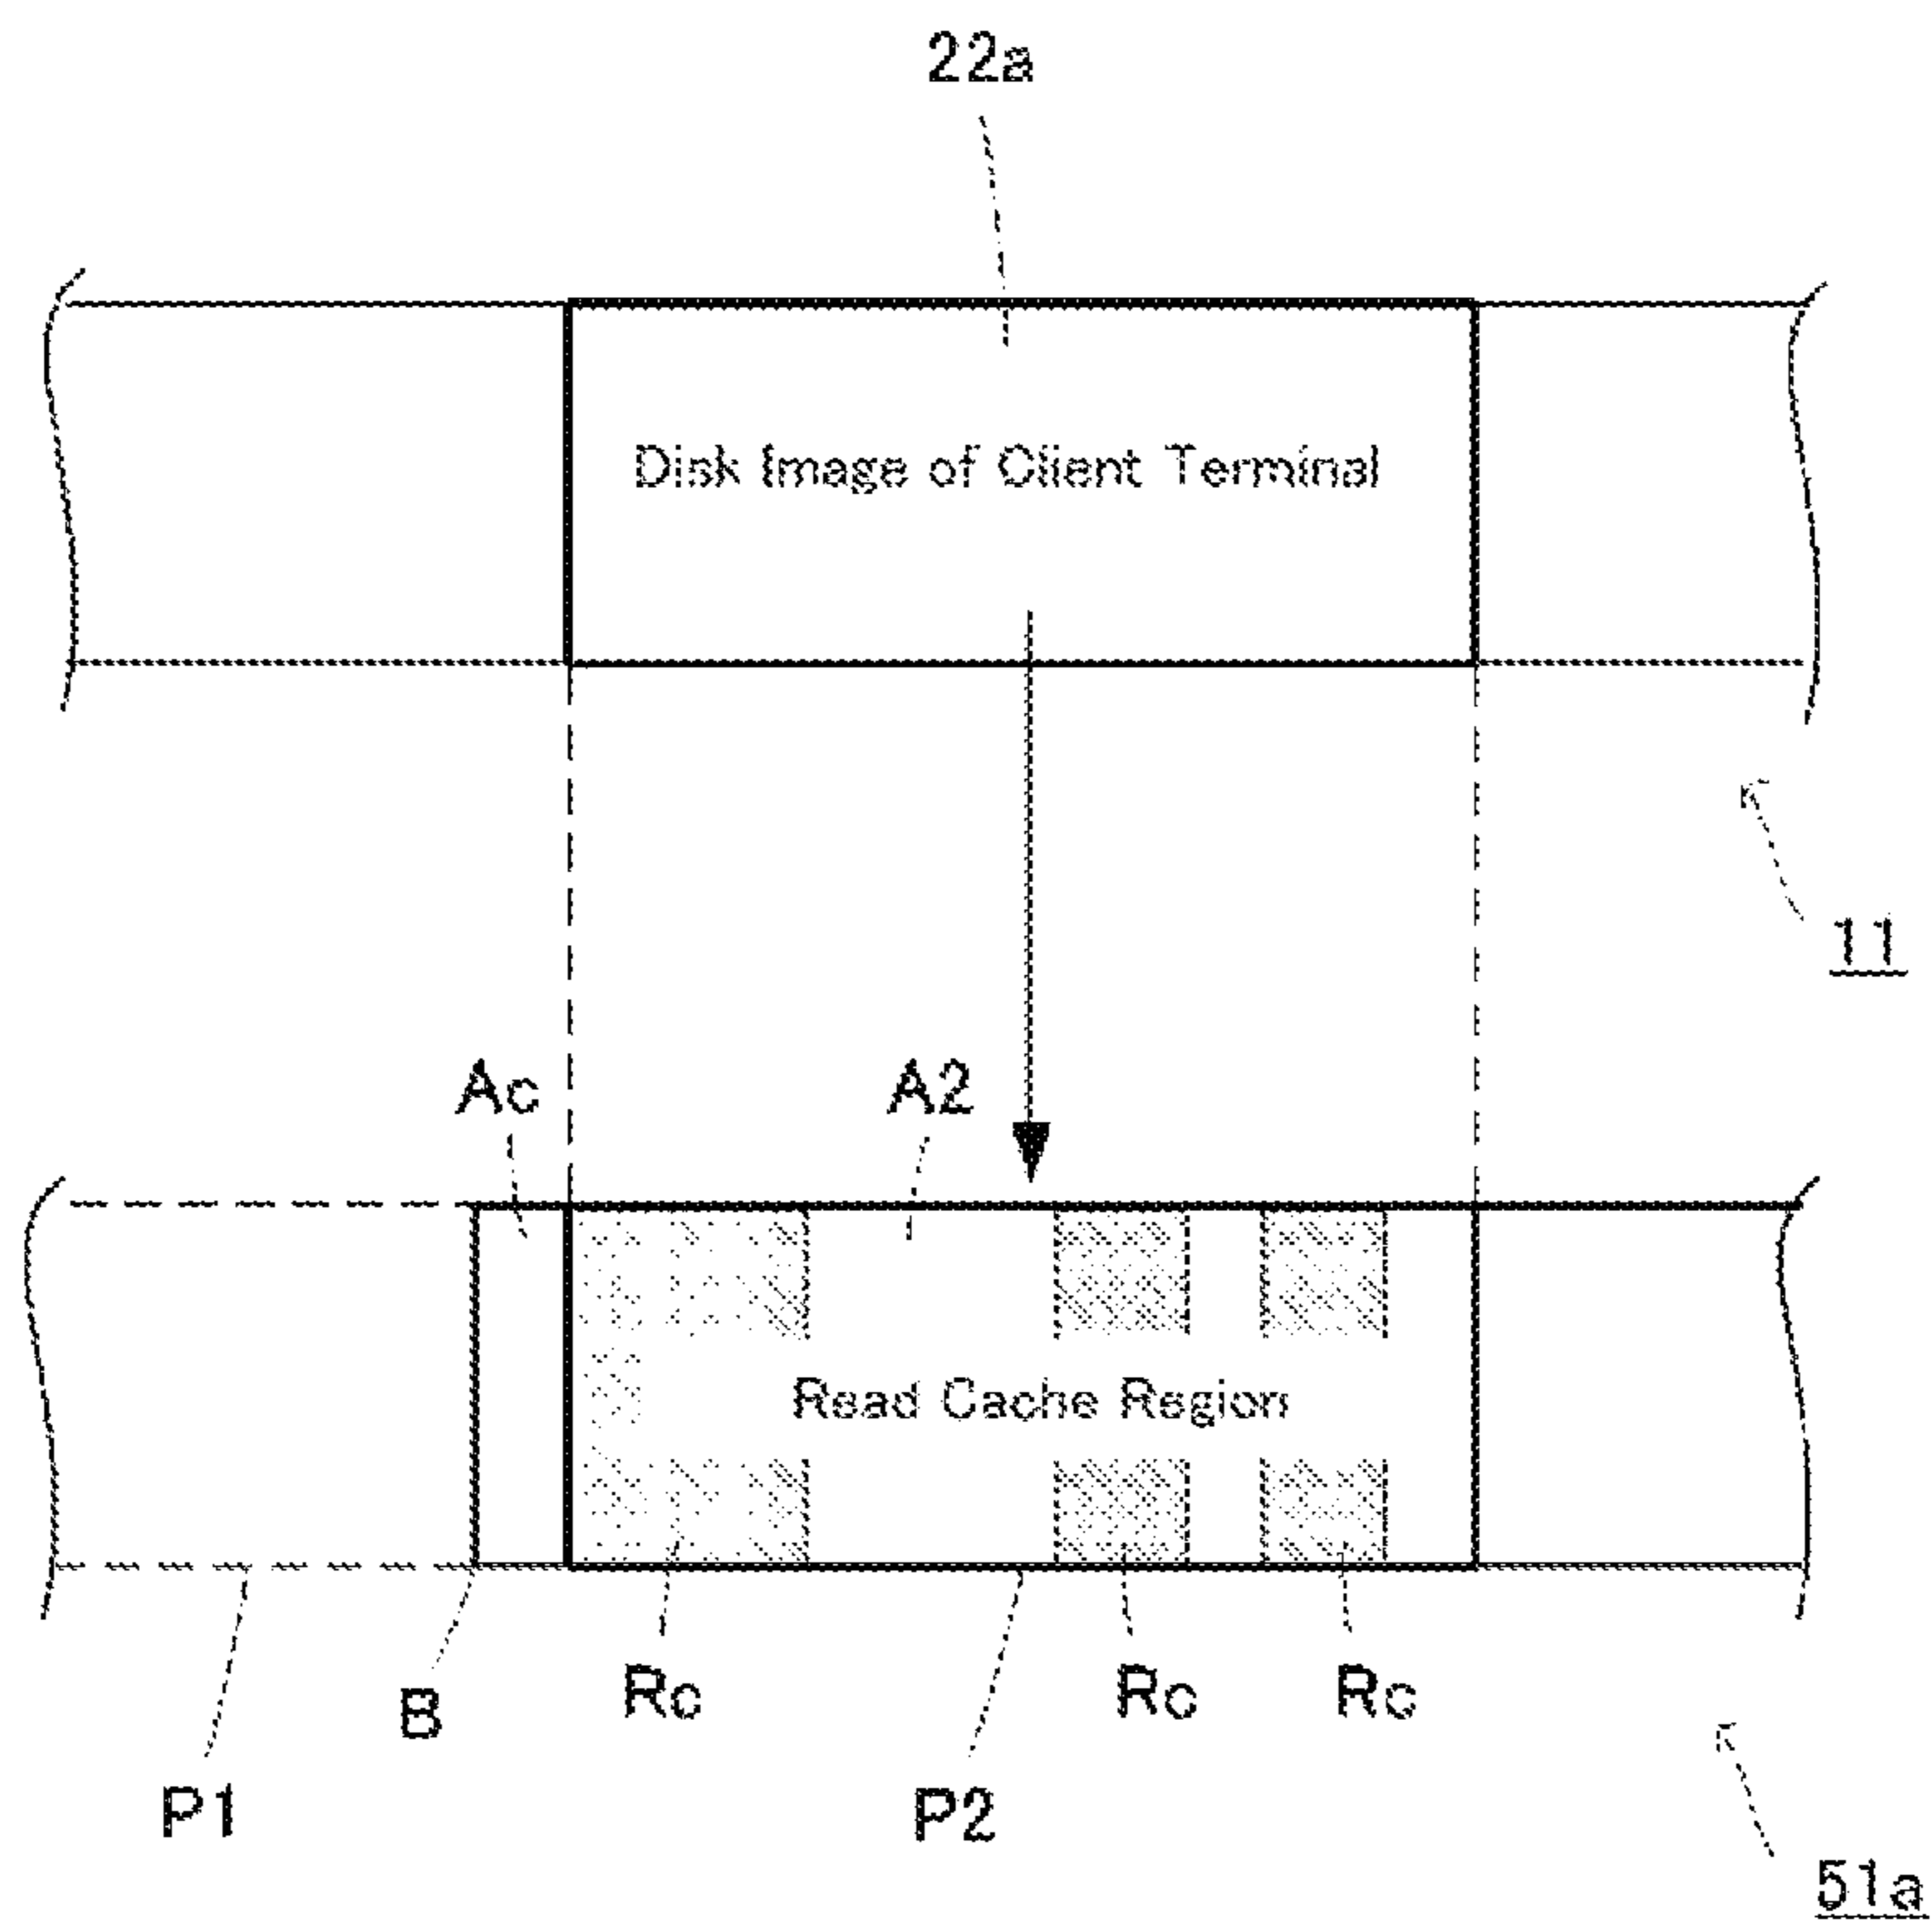 22a
Disk Image of Client Terminal
11
Ac
A2
Read Cache Region
B
Rc
Rc
Rc
P1
P2
51a